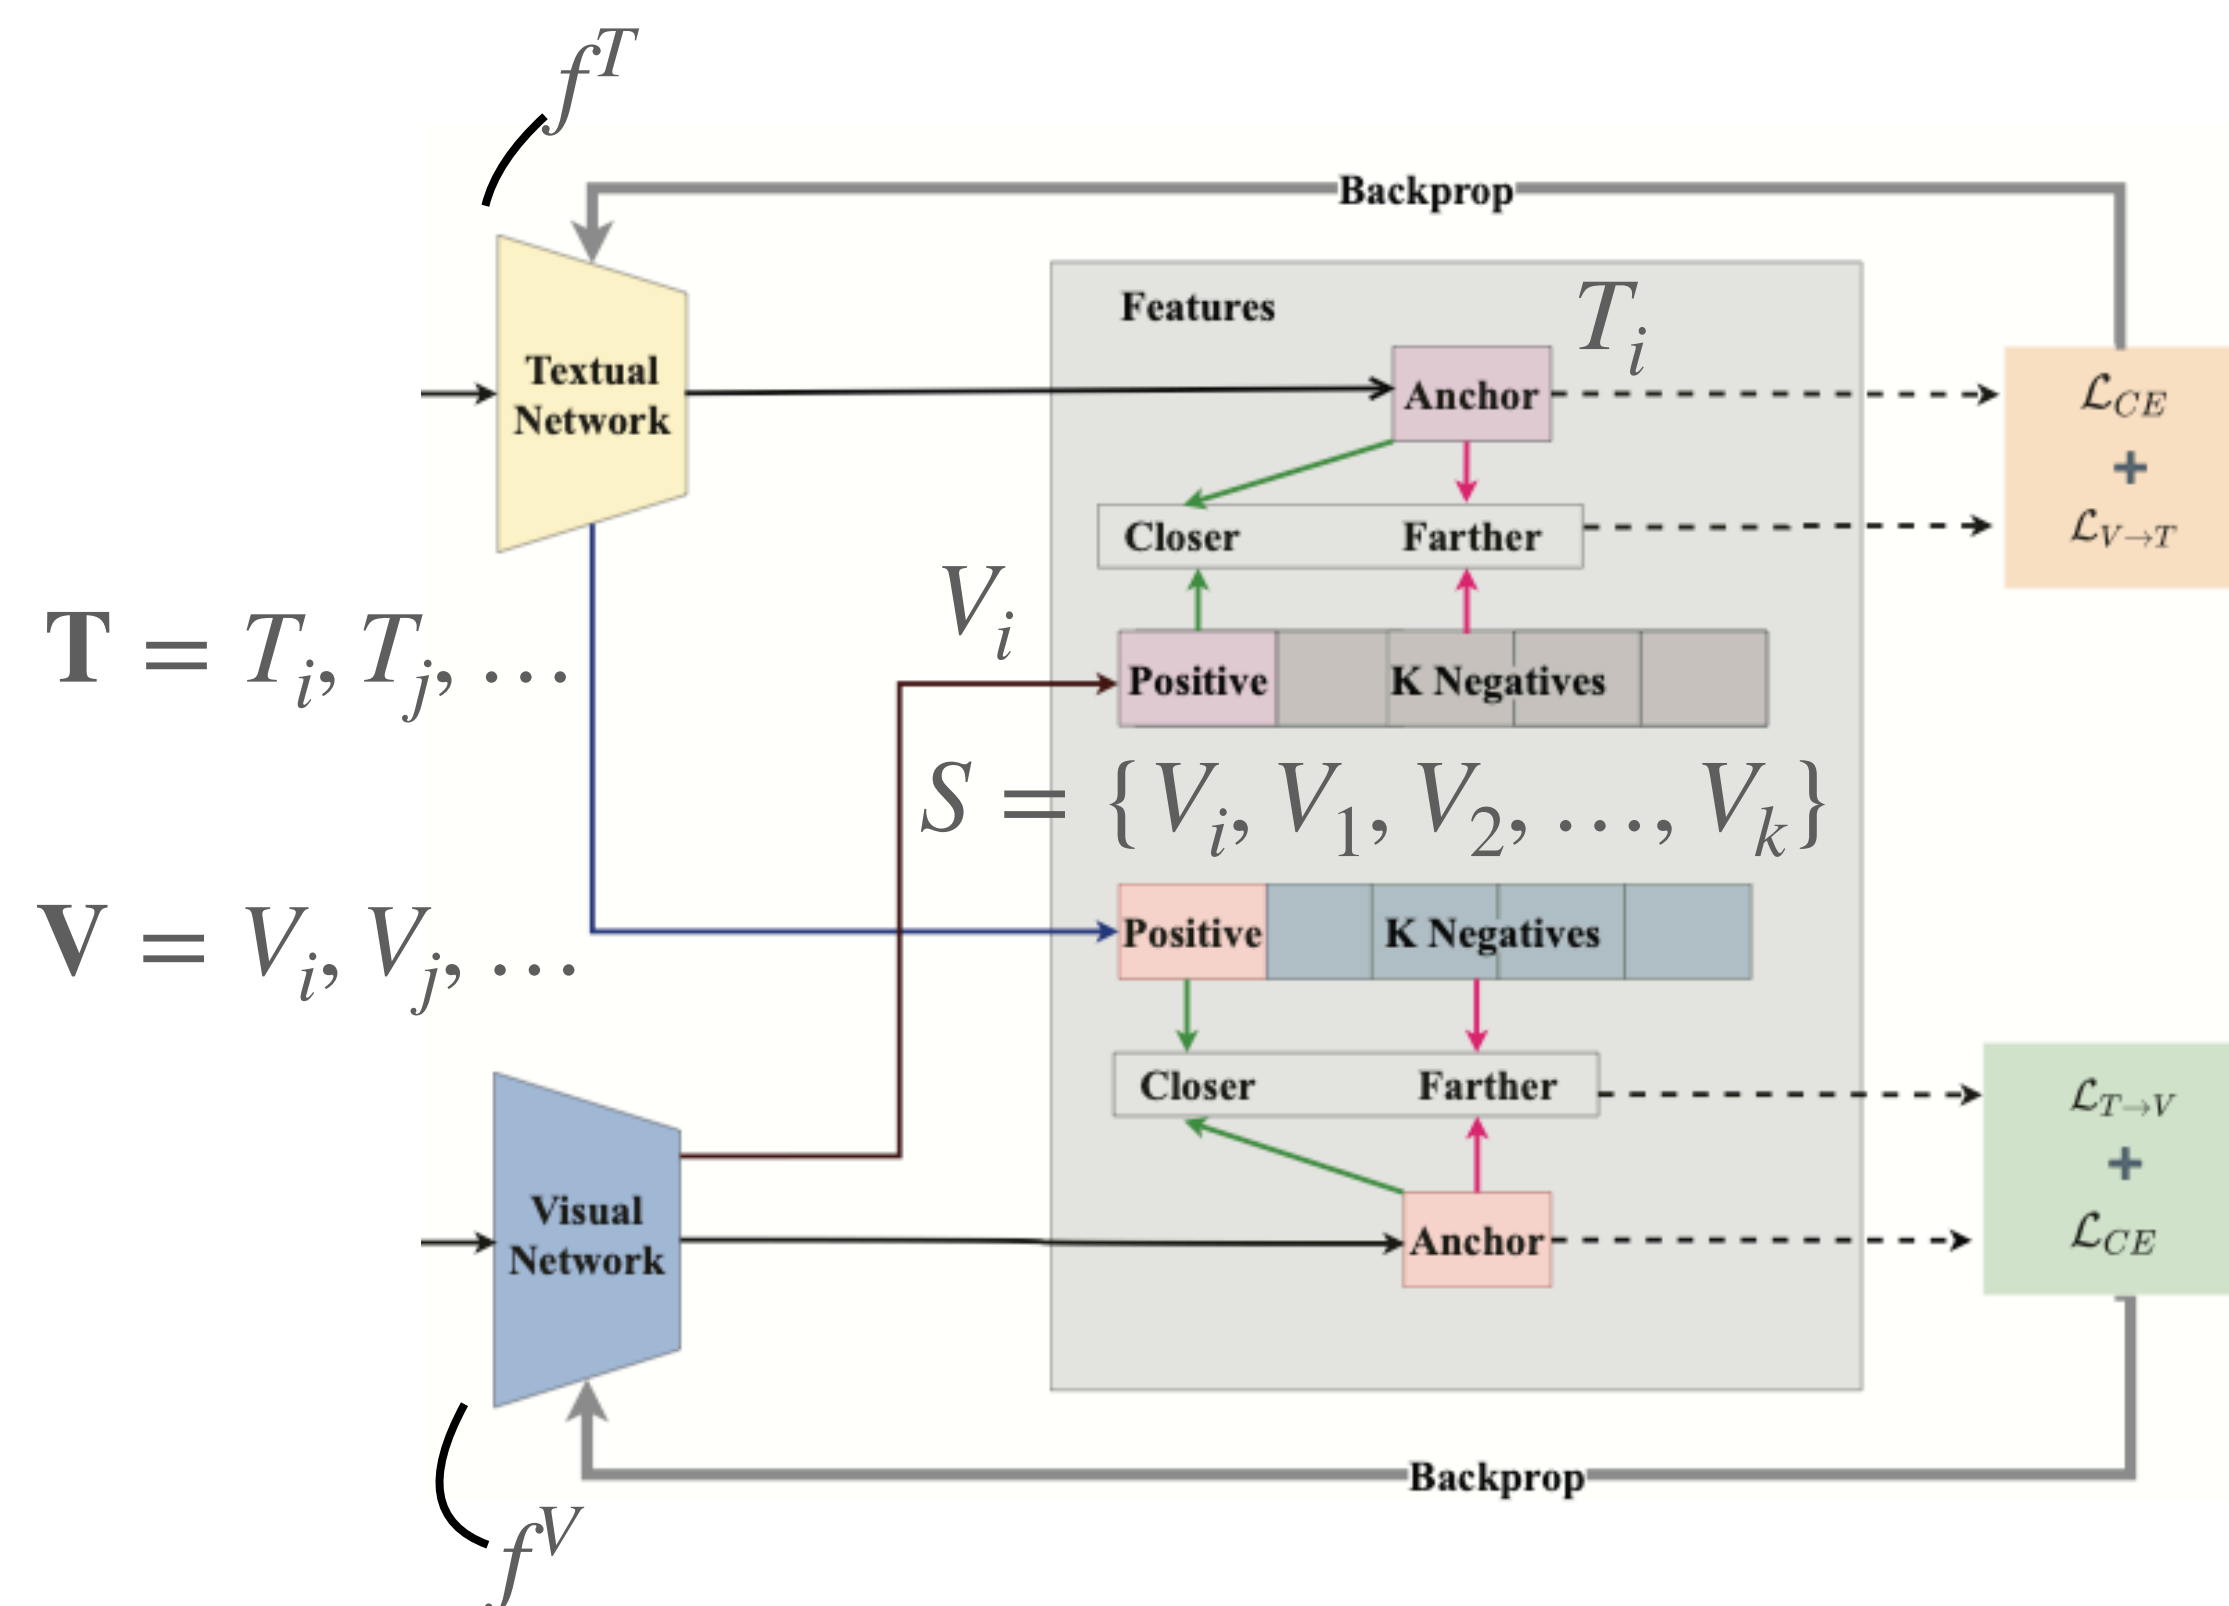 f^T
Backprop
Features
T_i
Textual
Network
Anchor
ℒ_CE
+
ℒ_{V→T}
Closer Farther
V_i
T = T_i, T_j, …
Positive K Negatives
S = {V_i, V_1, V_2, …, V_k}
V = V_i, V_j, …
Positive K Negatives
Closer Farther
ℒ_{T→V}
+
ℒ_CE
Visual
Network
Anchor
Backprop
f^V